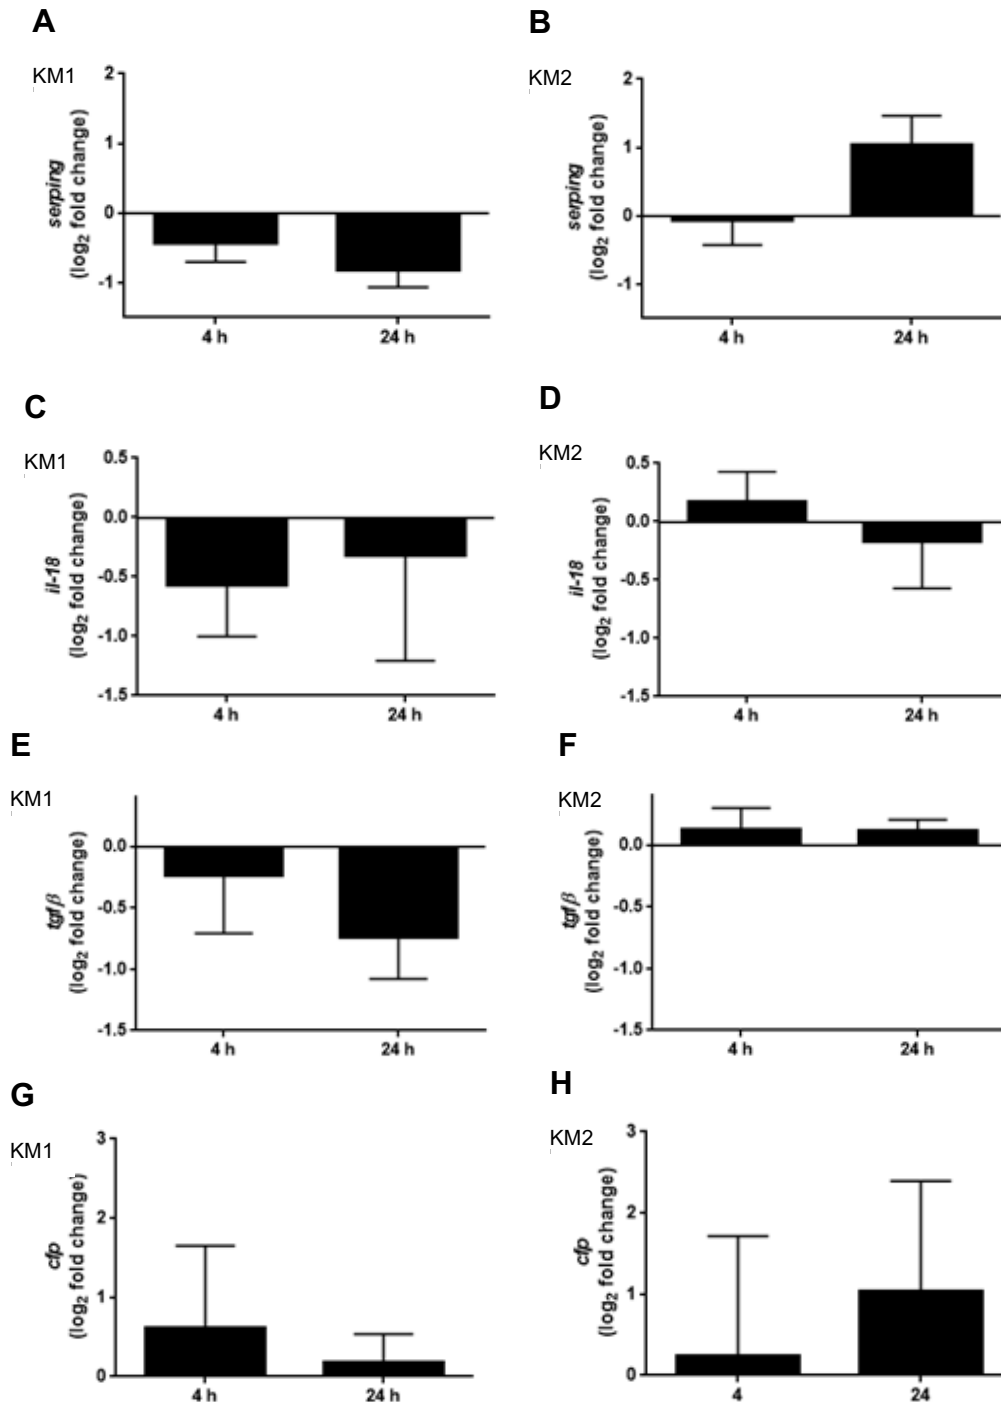 A
KM1
serping
(log2 fold change)
2
1
0
-1
4 h
24 h
B
KM2
serping
(log2 fold change)
2
1
0
-1
4 h
24 h
C
KM1
il-18
(log2 fold change)
0.5
0.0
-0.5
-1.0
-1.5
4 h
24 h
D
KM2
il-18
(log2 fold change)
0.5
0.0
-0.5
-1.0
-1.5
4 h
24 h
E
KM1
tgfβ
(log2 fold change)
0.0
-0.5
-1.0
-1.5
4 h
24 h
F
KM2
tgfβ
(log2 fold change)
0.0
-0.5
-1.0
-1.5
4 h
24 h
G
KM1
cfp
(log2 fold change)
3
2
1
0
4 h
24 h
H
KM2
cfp
(log2 fold change)
3
2
1
0
4
24